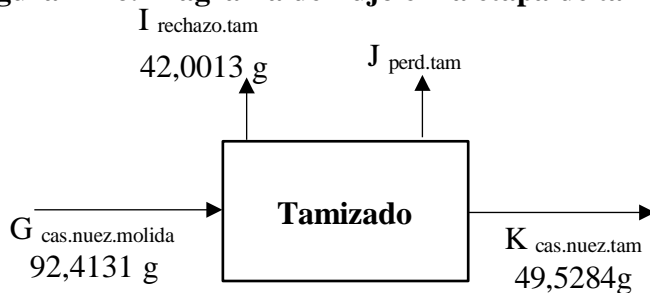 I rechazo.tam
42,0013 g
J perd.tam
Tamizado
G cas.nuez.molida
92,4131 g
K cas.nuez.tam
49,5284g